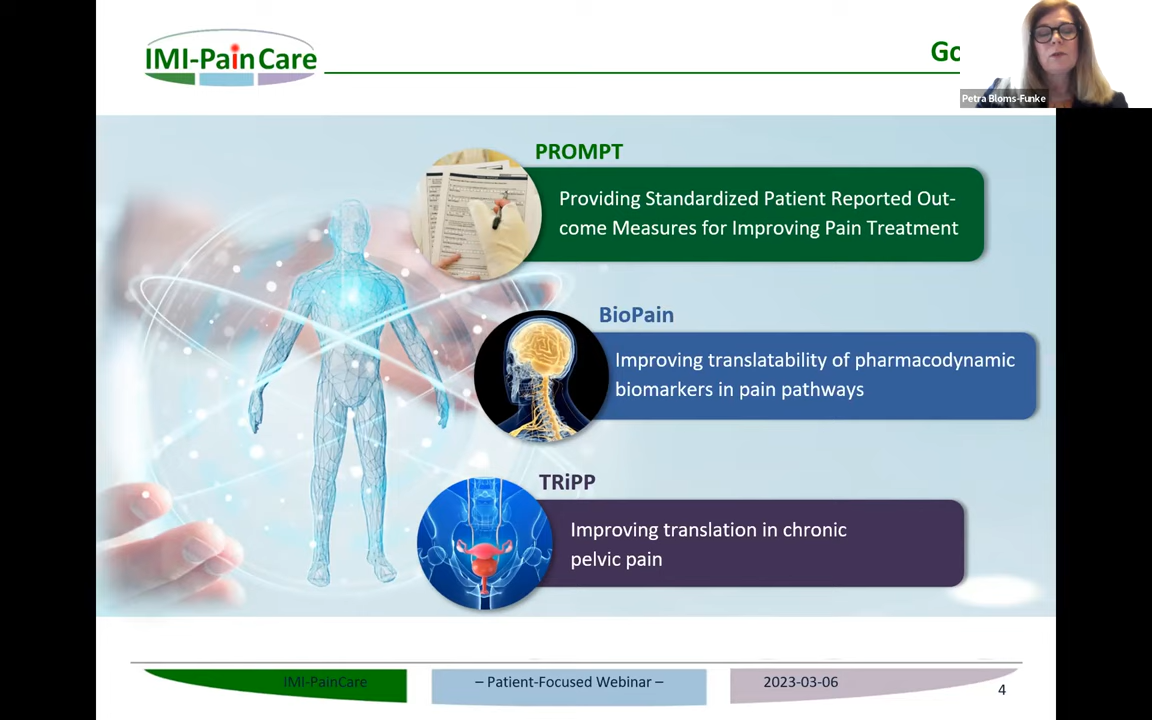 IMI-PainCare
Petra Bloms-Funke
PROMPT
Providing Standardized Patient Reported Out-
come Measures for Improving Pain Treatment
BioPain
Improving translatability of pharmacodynamic
biomarkers in pain pathways
TRiPP
Improving translation in chronic
pelvic pain
IMI-PainCare
– Patient-Focused Webinar –
2023-03-06
4